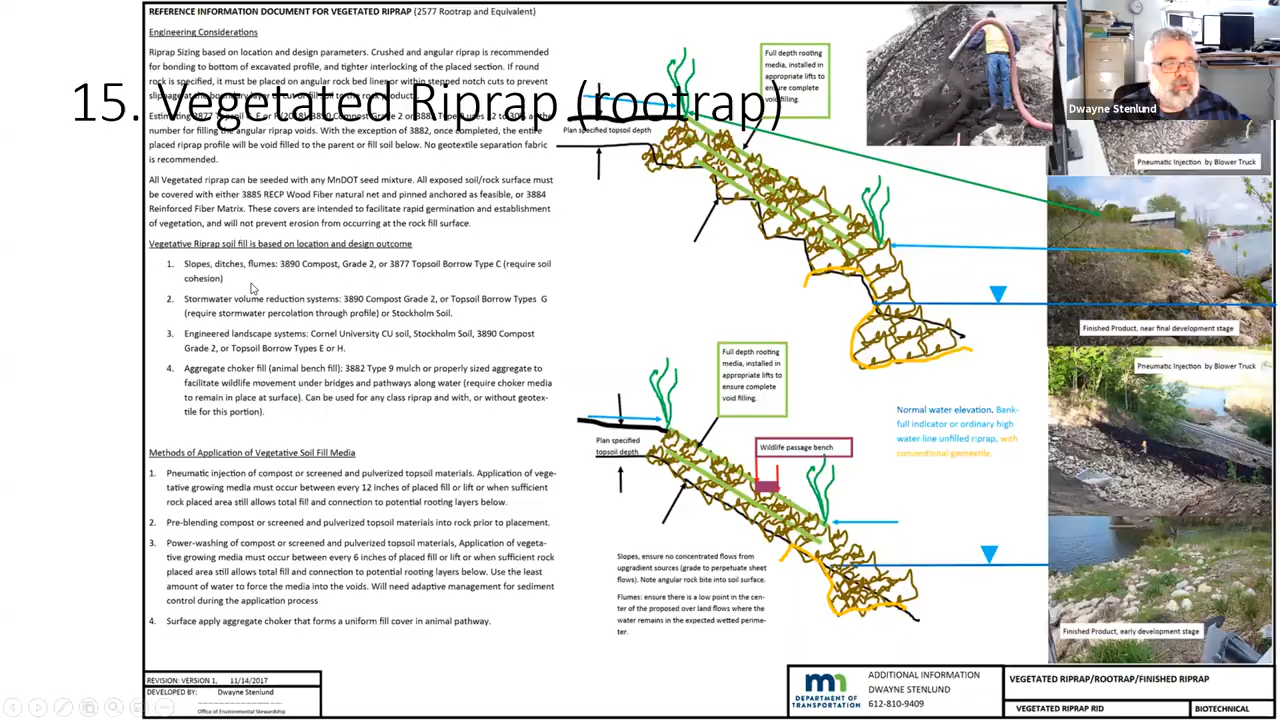 REFERENCE INFORMATION DOCUMENT FOR VEGETATED RIPRAP (2577 Rootrap and Equivalent)
Engineering Considerations
Riprap Sizing based on location and design parameters. Crushed and angular riprap is recommended
for bonding to bottom of excavated profile, and tighter interlocking of the placed section. If round
rock is specified, it must be placed on angular rock bed liner or within stepped notch cuts to prevent
15. Vegetated Riprap (rootrap)
number for filling the angular riprap voids. With the exception of 3882, once completed, the entire
placed riprap profile will be void filled to the parent or fill soil below. No geotextile separation fabric
is recommended.
All Vegetated riprap can be seeded with any MnDOT seed mixture. All exposed soil/rock surface must
be covered with either 3885 RECP Wood Fiber natural net and pinned anchored as feasible, or 3884
Reinforced Fiber Matrix. These covers are intended to facilitate rapid germination and establishment
of vegetation, and will not prevent erosion from occurring at the rock fill surface.
Vegetative Riprap soil fill is based on location and design outcome
1. Slopes, ditches, flumes: 3890 Compost, Grade 2, or 3877 Topsoil Borrow Type C (require soil
cohesion)
2. Stormwater volume reduction systems: 3890 Compost Grade 2, or Topsoil Borrow Types G
(require stormwater percolation through profile) or Stockholm Soil.
3. Engineered landscape systems: Cornel University CU soil, Stockholm Soil, 3890 Compost
Grade 2, or Topsoil Borrow Types E or H.
4. Aggregate choker fill (animal bench fill): 3882 Type 9 mulch or properly sized aggregate to
facilitate wildlife movement under bridges and pathways along water (require choker media
to remain in place at surface). Can be used for any class riprap and with, or without geotex-
tile for this portion).
Methods of Application of Vegetative Soil Fill Media
1. Pneumatic injection of compost or screened and pulverized topsoil materials. Application of vege-
tative growing media must occur between every 12 inches of placed fill or lift or when sufficient
rock placed area still allows total fill and connection to potential rooting layers below.
2. Pre-blending compost or screened and pulverized topsoil materials into rock prior to placement.
3. Power-washing of compost or screened and pulverized topsoil materials, Application of vegeta-
tive growing media must occur between every 6 inches of placed fill or lift or when sufficient rock
placed area still allows total fill and connection to potential rooting layers below. Use the least
amount of water to force the media into the voids. Will need adaptive management for sediment
control during the application process
4. Surface apply aggregate choker that forms a uniform fill cover in animal pathway.
REVISION: VERSION 1, 11/14/2017
DEVELOPED BY: Dwayne Stenlund
Office of Environmental Stewardship
Full depth rooting
media, installed in
appropriate lifts to
ensure complete
void filling.
Plan specified topsoil depth
Full depth rooting
media, installed in
appropriate lifts to
ensure complete
void filling.
Plan specified
topsoil depth
Wildlife passage bench
Normal water elevation, Bank-
full indicator or ordinary high
water line unfilled riprap, with
conventional geotextile.
Slopes, ensure no concentrated flows from
upgradient sources (grade to perpetuate sheet
flows). Note angular rock bite into soil surface.
Flumes: ensure there is a low point in the cen-
ter of the proposed over land flows where the
water remains in the expected wetted perime-
ter.
Dwayne Stenlund
Pneumatic Injection by Blower Truck
Finished Product, near final development stage
Pneumatic Injection by Blower Truck
Finished Product, early development stage
DEPARTMENT OF
TRANSPORTATION
ADDITIONAL INFORMATION
DWAYNE STENLUND
612-810-9409
VEGETATED RIPRAP/ROOTRAP/FINISHED RIPRAP
VEGETATED RIPRAP RID
BIOTECHNICAL